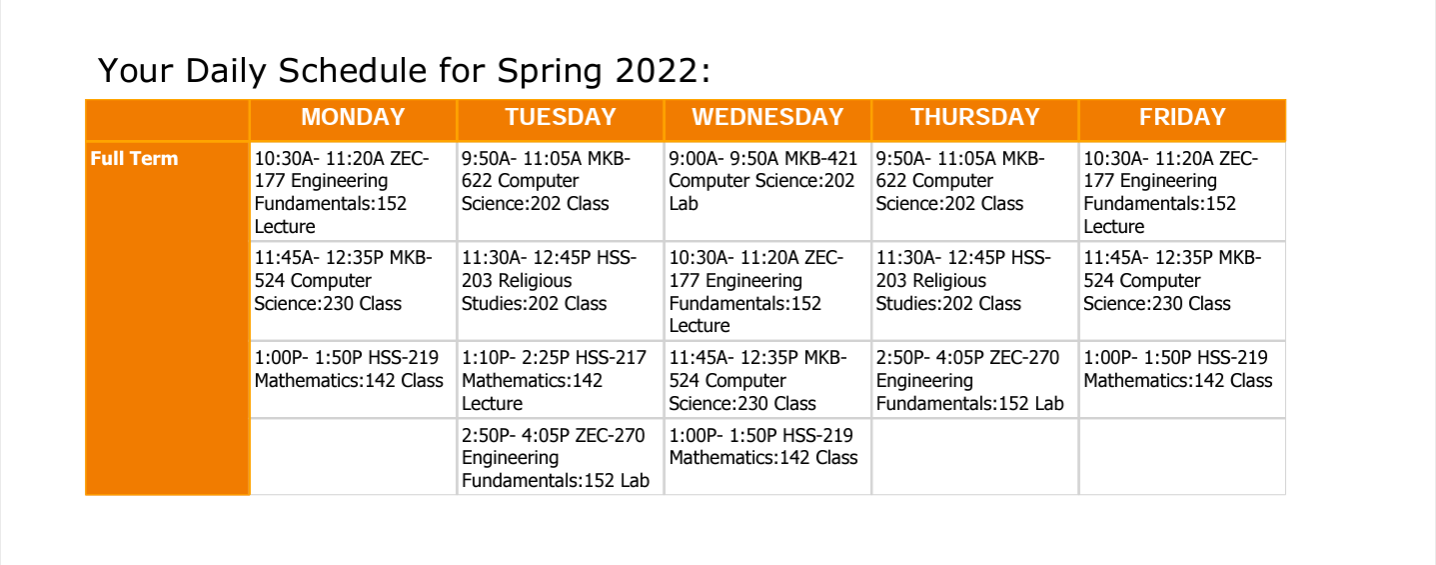 Your Daily Schedule for Spring 2022:
MONDAY TUESDAY WEDNESDAY THURSDAY FRIDAY
Full Term
10:30A- 11:20A ZEC-
177 Engineering
Fundamentals:152
Lecture
9:50A- 11:05A MKB-
622 Computer
Science:202 Class
9:00A- 9:50A MKB-421
Computer Science:202
Lab
9:50A- 11:05A MKB-
622 Computer
Science:202 Class
10:30A- 11:20A ZEC-
177 Engineering
Fundamentals:152
Lecture
11:45A- 12:35P MKB-
524 Computer
Science:230 Class
11:30A- 12:45P HSS-
203 Religious
Studies:202 Class
10:30A- 11:20A ZEC-
177 Engineering
Fundamentals:152
Lecture
11:30A- 12:45P HSS-
203 Religious
Studies:202 Class
11:45A- 12:35P MKB-
524 Computer
Science:230 Class
1:00P- 1:50P HSS-219
Mathematics:142 Class
1:10P- 2:25P HSS-217
Mathematics:142
Lecture
11:45A- 12:35P MKB-
524 Computer
Science:230 Class
2:50P- 4:05P ZEC-270
Engineering
Fundamentals:152 Lab
1:00P- 1:50P HSS-219
Mathematics:142 Class
2:50P- 4:05P ZEC-270
Engineering
Fundamentals:152 Lab
1:00P- 1:50P HSS-219
Mathematics:142 Class